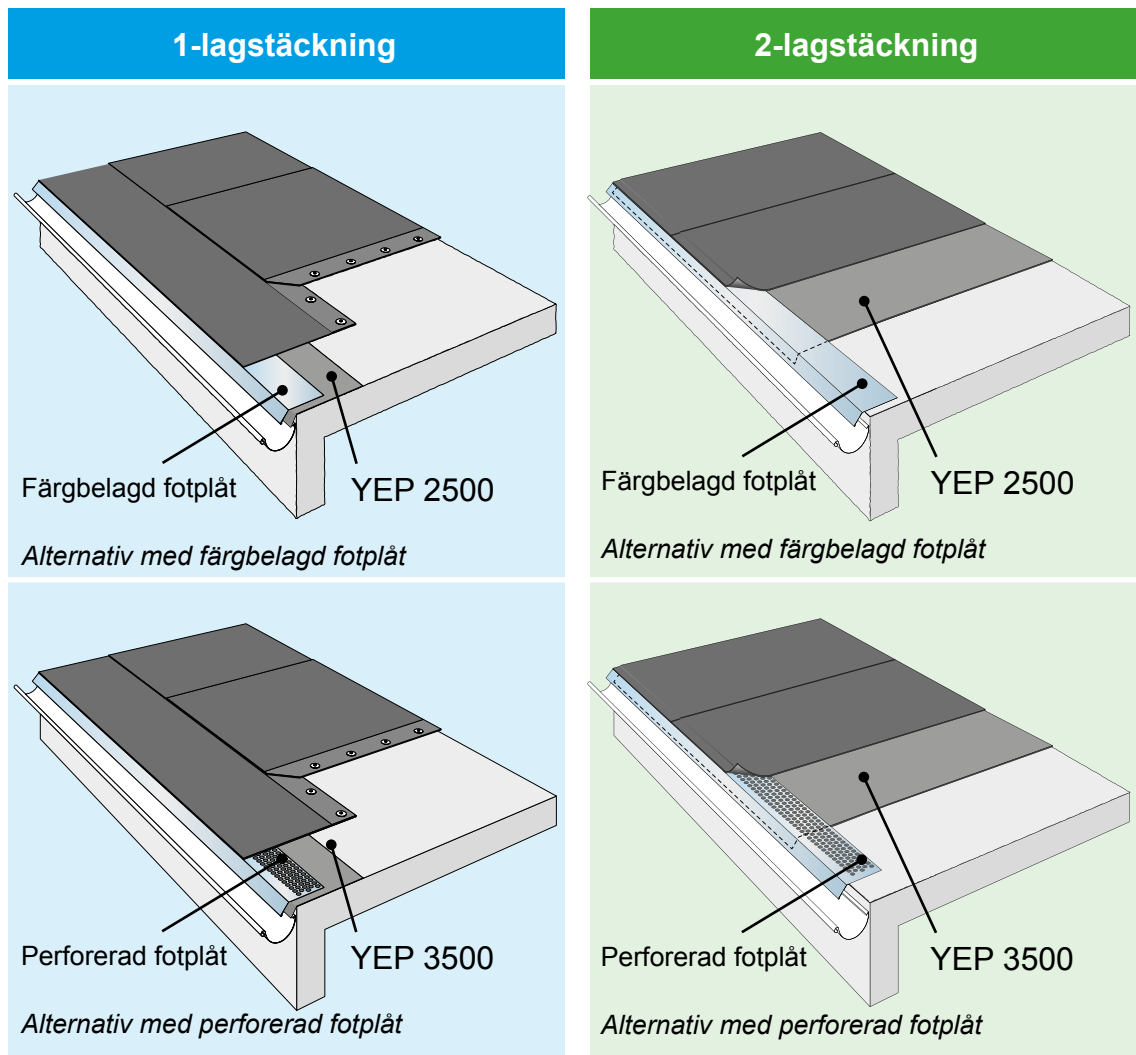 1-lagstäckning
2-lagstäckning
Färgbelagd fotplåt
YEP 2500
Alternativ med färgbelagd fotplåt
Färgbelagd fotplåt
YEP 2500
Alternativ med färgbelagd fotplåt
Perforerad fotplåt
YEP 3500
Alternativ med perforerad fotplåt
Perforerad fotplåt
YEP 3500
Alternativ med perforerad fotplåt